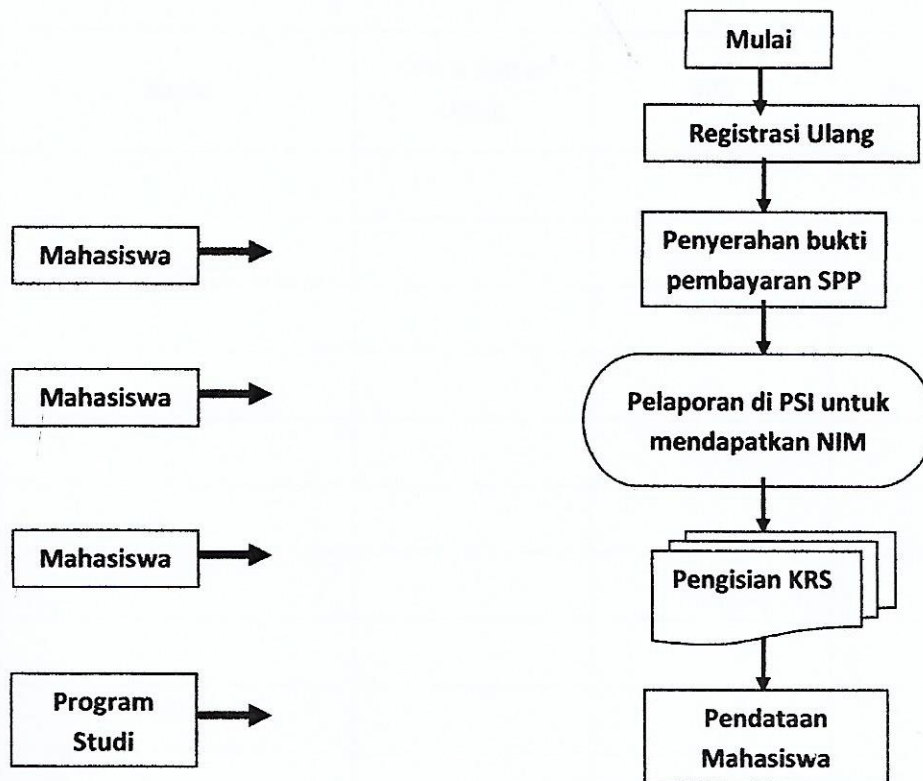 Mulai
Registrasi Ulang
Mahasiswa
Penyerahan bukti
pembayaran SPP
Mahasiswa
Pelaporan di PSI untuk
mendapatkan NIM
Mahasiswa
Pengisian KRS
Program
Studi
Pendataan
Mahasiswa